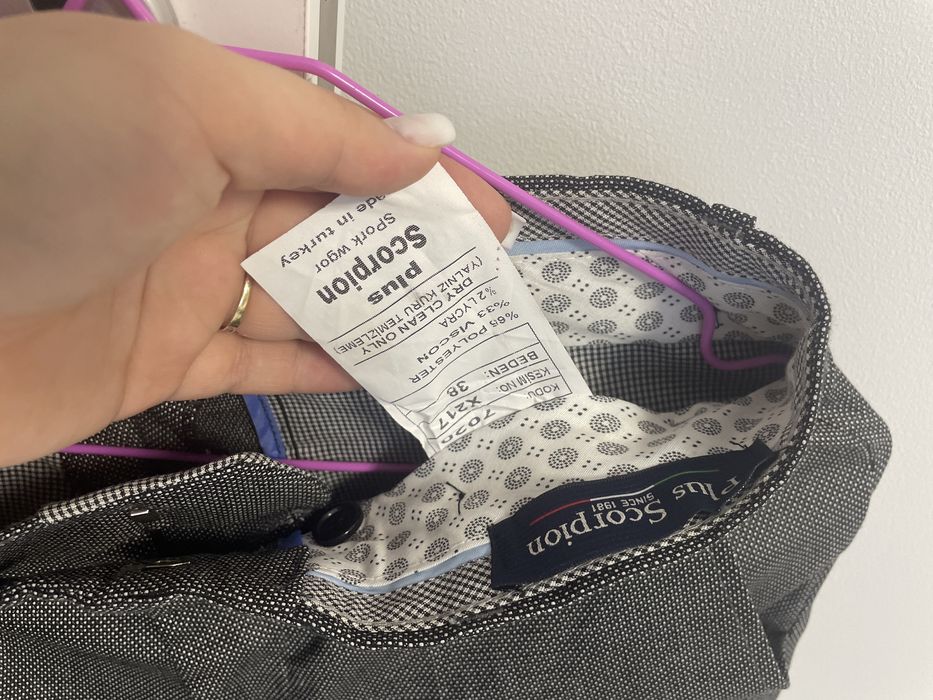 KODU:
KESİM NO: X217
BEDEN: 38
%65 POLYESTER
%33 VISCON
%2 LYCRA
DRY CLEAN ONLY
(YALNIZ KURU TEMİZLEME)
plus
Scorpion
SPork wgor
ade in turkey
Plus Scorpion
SINCE 1981